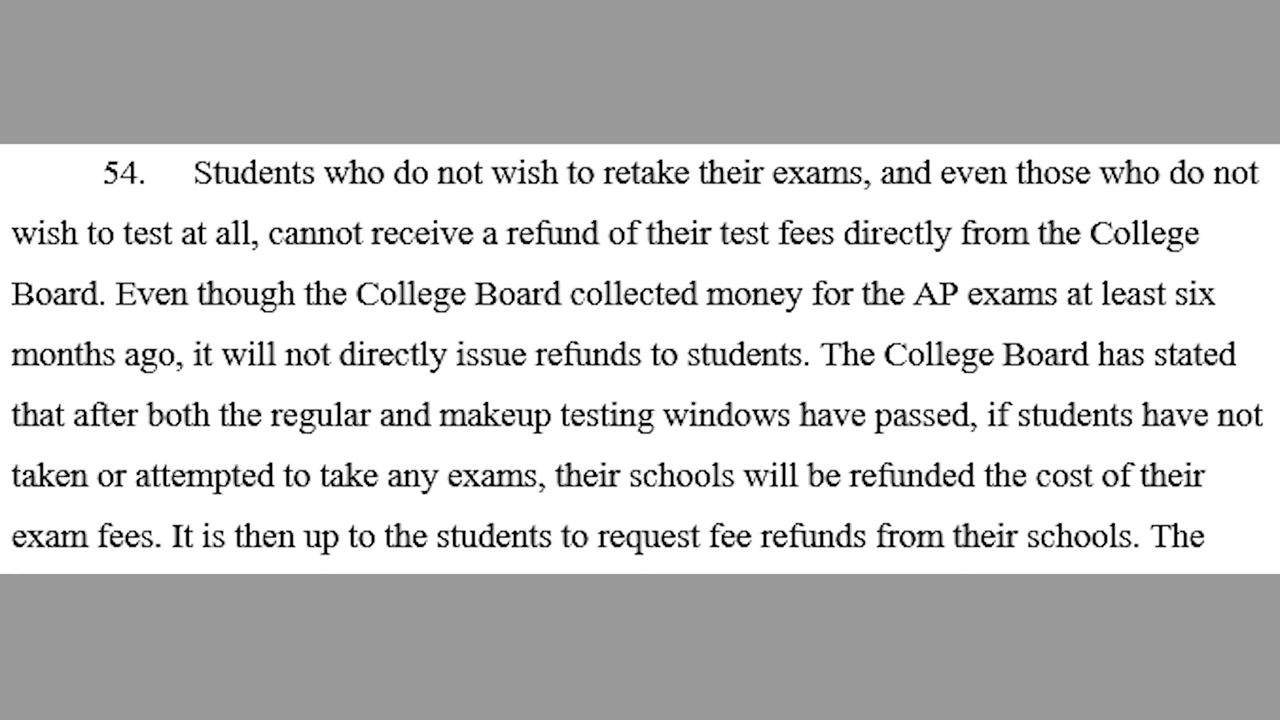 54. Students who do not wish to retake their exams, and even those who do not
wish to test at all, cannot receive a refund of their test fees directly from the College
Board. Even though the College Board collected money for the AP exams at least six
months ago, it will not directly issue refunds to students. The College Board has stated
that after both the regular and makeup testing windows have passed, if students have not
taken or attempted to take any exams, their schools will be refunded the cost of their
exam fees. It is then up to the students to request fee refunds from their schools. The